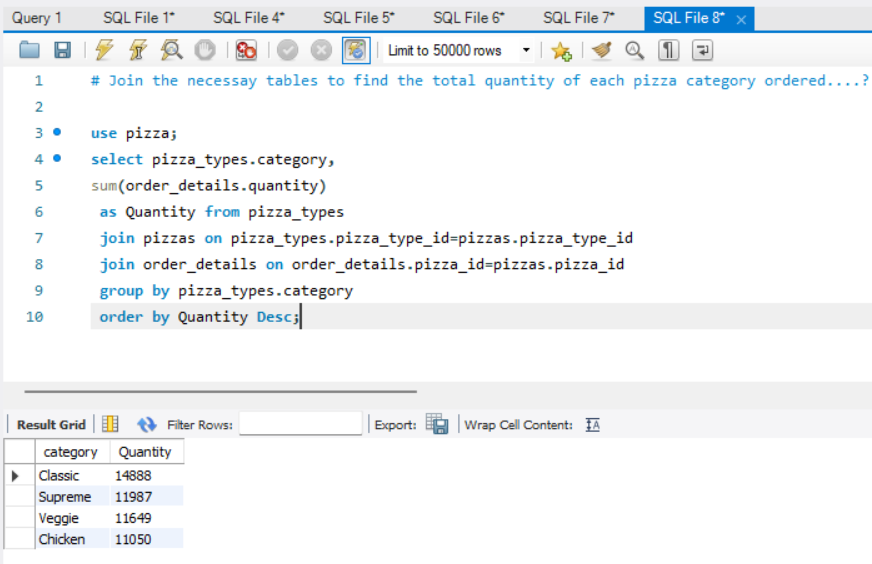 Query 1 SQL File 1* SQL File 4* SQL File 5* SQL File 6* SQL File 7* SQL File 8*
Limit to 50000 rows
1 # Join the necessay tables to find the total quantity of each pizza category ordered....?
2
3 use pizza;
4 select pizza_types.category,
5 sum(order_details.quantity)
6 as Quantity from pizza_types
7 join pizzas on pizza_types.pizza_type_id=pizzas.pizza_type_id
8 join order_details on order_details.pizza_id=pizzas.pizza_id
9 group by pizza_types.category
10 order by Quantity Desc;
Result Grid Filter Rows: Export: Wrap Cell Content: IA
category Quantity
Classic 14888
Supreme 11987
Veggie 11649
Chicken 11050